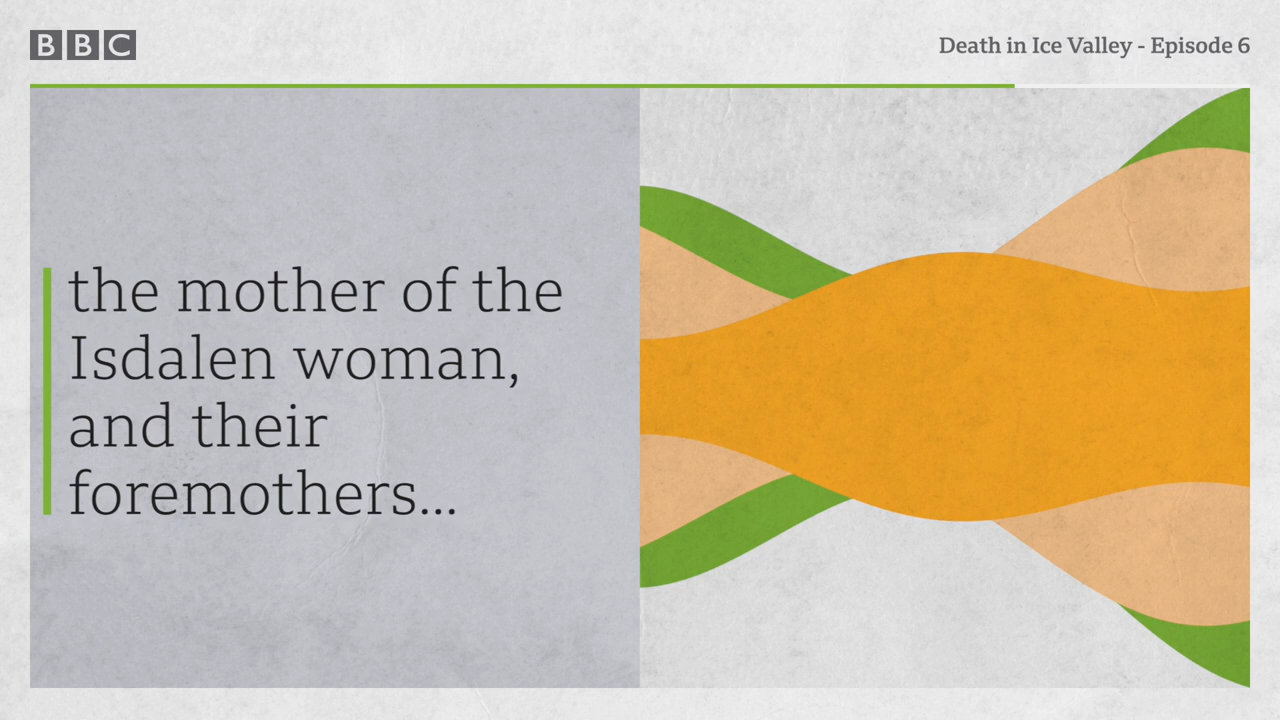 BBC
Death in Ice Valley - Episode 6
the mother of the
Isdalen woman,
and their
foremothers...